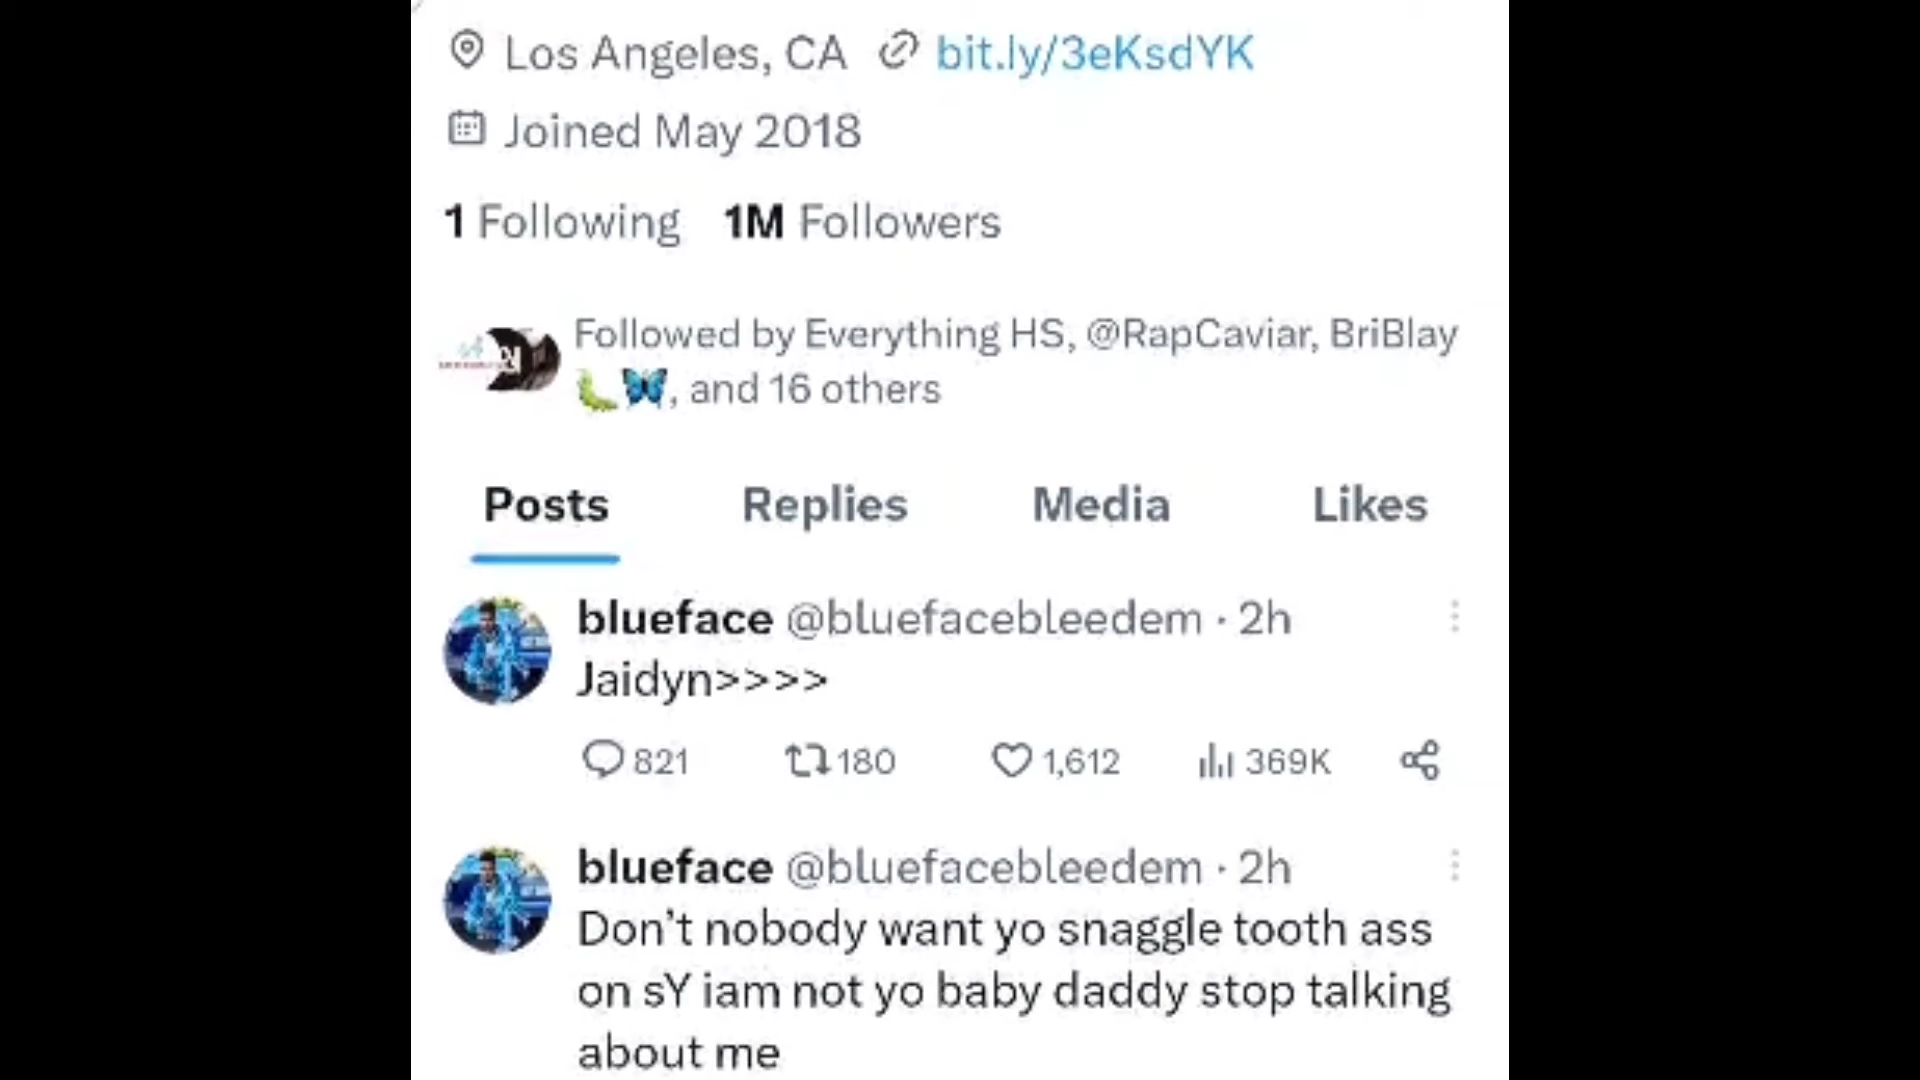 Los Angeles, CA bit.ly/3eKsdYK
Joined May 2018
1 Following 1M Followers
Followed by Everything HS, @RapCaviar, BriBlay
🐛🦋, and 16 others
Posts Replies Media Likes
blueface @bluefacebleedem · 2h
Jaidyn>>>>
821 180 1,612 369K
blueface @bluefacebleedem · 2h
Don't nobody want yo snaggle tooth ass
on sY iam not yo baby daddy stop talking
about me